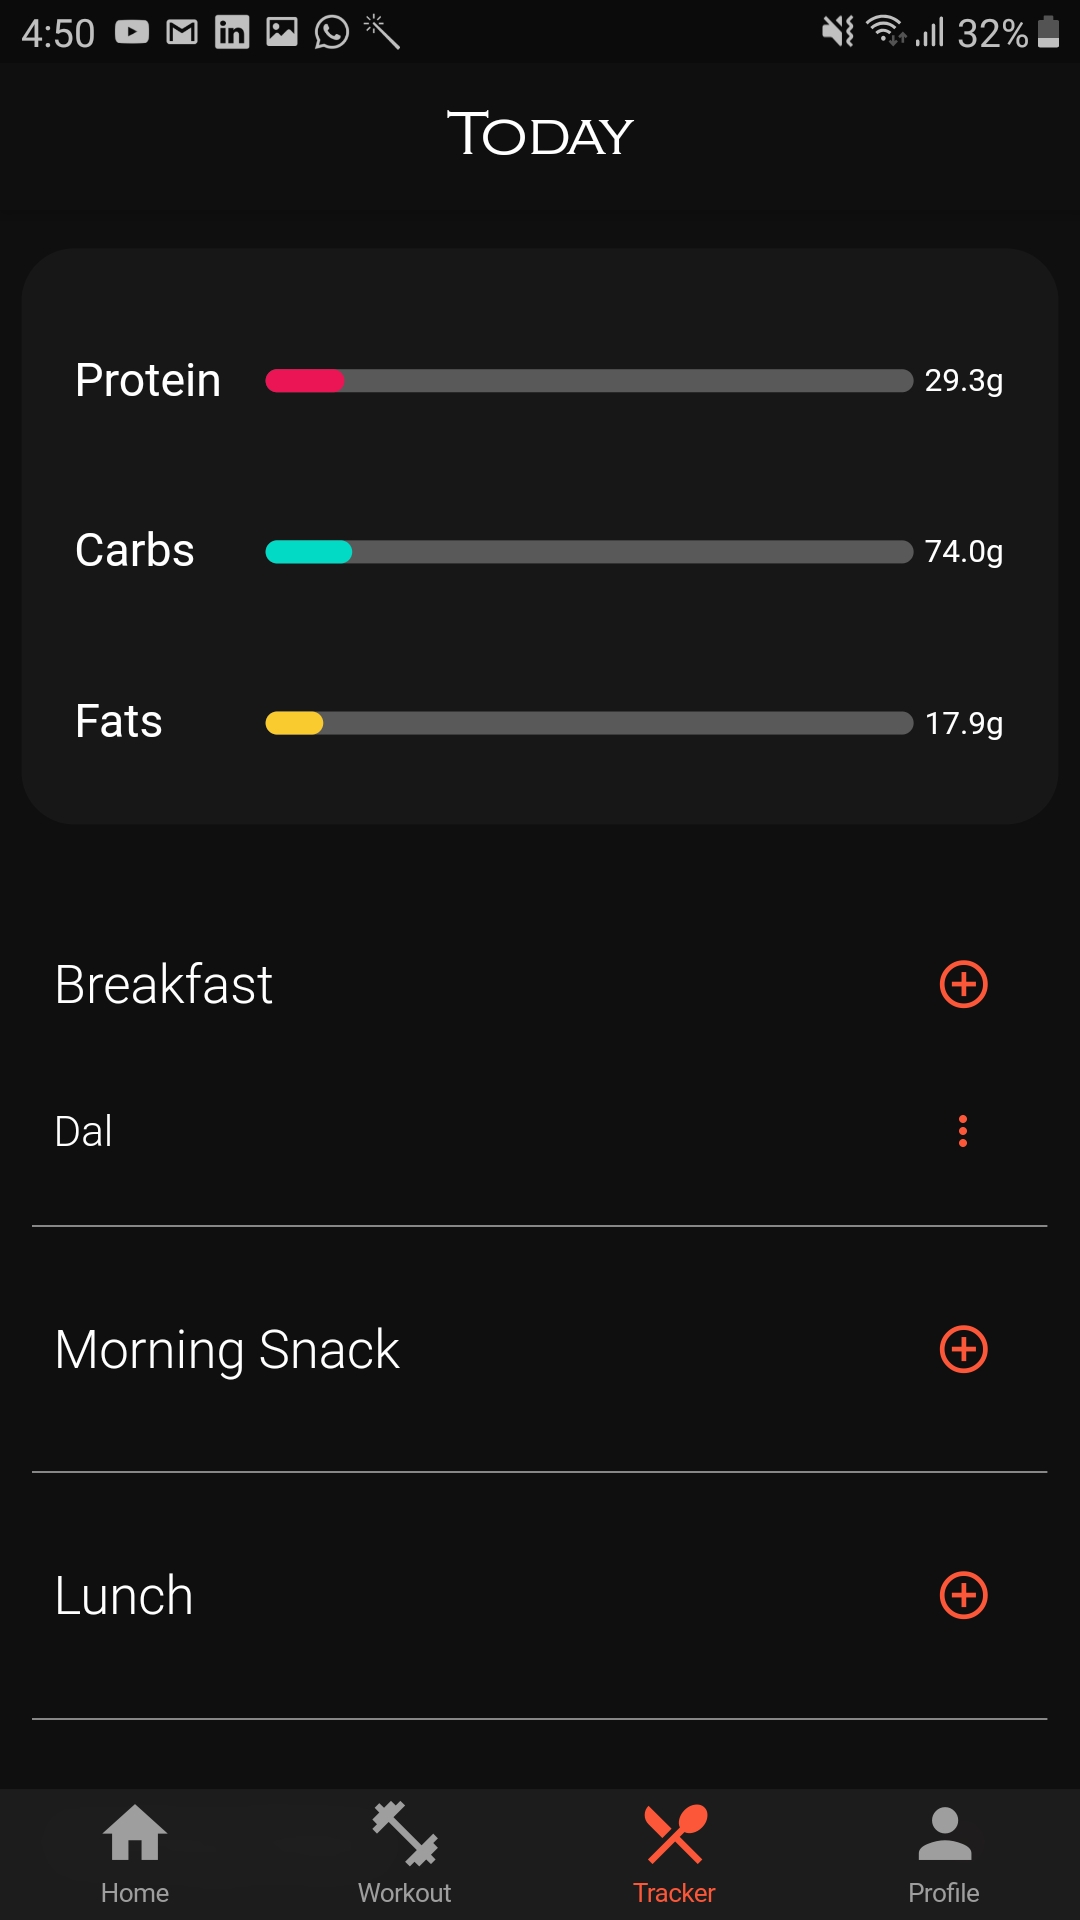 4:50 32%
Today
Protein 29.3g
Carbs 74.0g
Fats 17.9g
Breakfast
Dal
Morning Snack
Lunch
Home Workout Tracker Profile